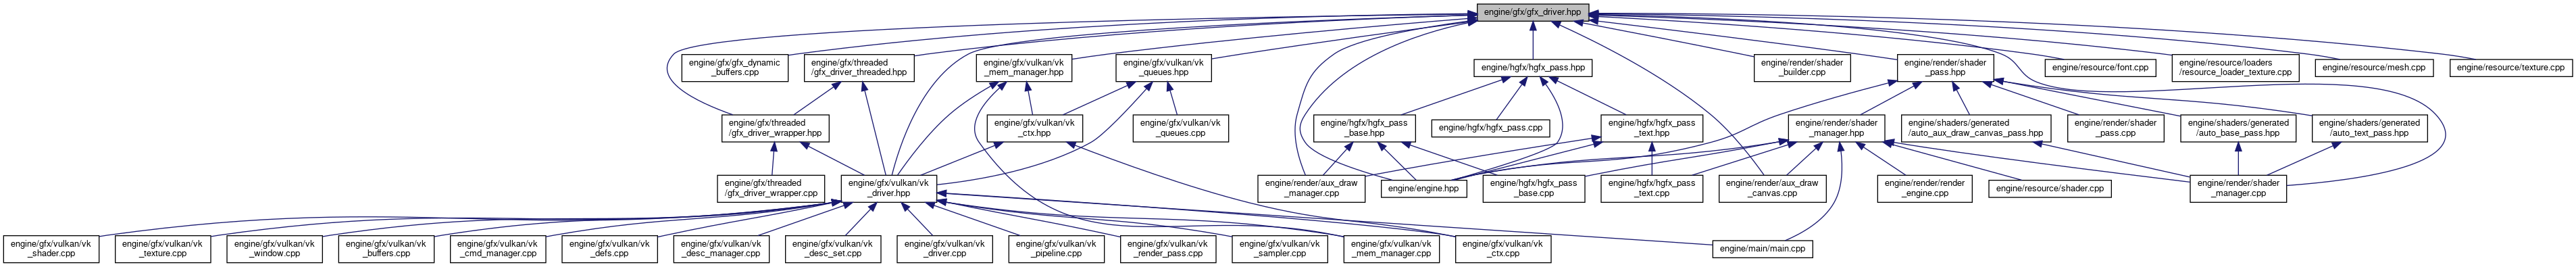 engine/gfx/gfx_driver.hpp
engine/gfx/gfx_dynamic
_buffers.cpp
engine/gfx/threaded
/gfx_driver_threaded.hpp
engine/gfx/vulkan/vk
_mem_manager.hpp
engine/gfx/vulkan/vk
_queues.hpp
engine/hgfx/hgfx_pass.hpp
engine/render/shader
_builder.cpp
engine/render/shader
_pass.hpp
engine/resource/font.cpp
engine/resource/loaders
/resource_loader_texture.cpp
engine/resource/mesh.cpp
engine/resource/texture.cpp
engine/gfx/threaded
/gfx_driver_wrapper.hpp
engine/gfx/vulkan/vk
_ctx.hpp
engine/gfx/vulkan/vk
_queues.cpp
engine/hgfx/hgfx_pass
_base.hpp
engine/hgfx/hgfx_pass.cpp
engine/hgfx/hgfx_pass
_text.hpp
engine/render/shader
_manager.hpp
engine/shaders/generated
/auto_aux_draw_canvas_pass.hpp
engine/render/shader
_pass.cpp
engine/shaders/generated
/auto_base_pass.hpp
engine/shaders/generated
/auto_text_pass.hpp
engine/gfx/threaded
/gfx_driver_wrapper.cpp
engine/gfx/vulkan/vk
_driver.hpp
engine/render/aux_draw
_manager.cpp
engine/engine.hpp
engine/hgfx/hgfx_pass
_base.cpp
engine/hgfx/hgfx_pass
_text.cpp
engine/render/aux_draw
_canvas.cpp
engine/render/render
_engine.cpp
engine/resource/shader.cpp
engine/render/shader
_manager.cpp
engine/gfx/vulkan/vk
_shader.cpp
engine/gfx/vulkan/vk
_texture.cpp
engine/gfx/vulkan/vk
_window.cpp
engine/gfx/vulkan/vk
_buffers.cpp
engine/gfx/vulkan/vk
_cmd_manager.cpp
engine/gfx/vulkan/vk
_defs.cpp
engine/gfx/vulkan/vk
_desc_manager.cpp
engine/gfx/vulkan/vk
_desc_set.cpp
engine/gfx/vulkan/vk
_driver.cpp
engine/gfx/vulkan/vk
_pipeline.cpp
engine/gfx/vulkan/vk
_render_pass.cpp
engine/gfx/vulkan/vk
_sampler.cpp
engine/gfx/vulkan/vk
_mem_manager.cpp
engine/gfx/vulkan/vk
_ctx.cpp
engine/main/main.cpp